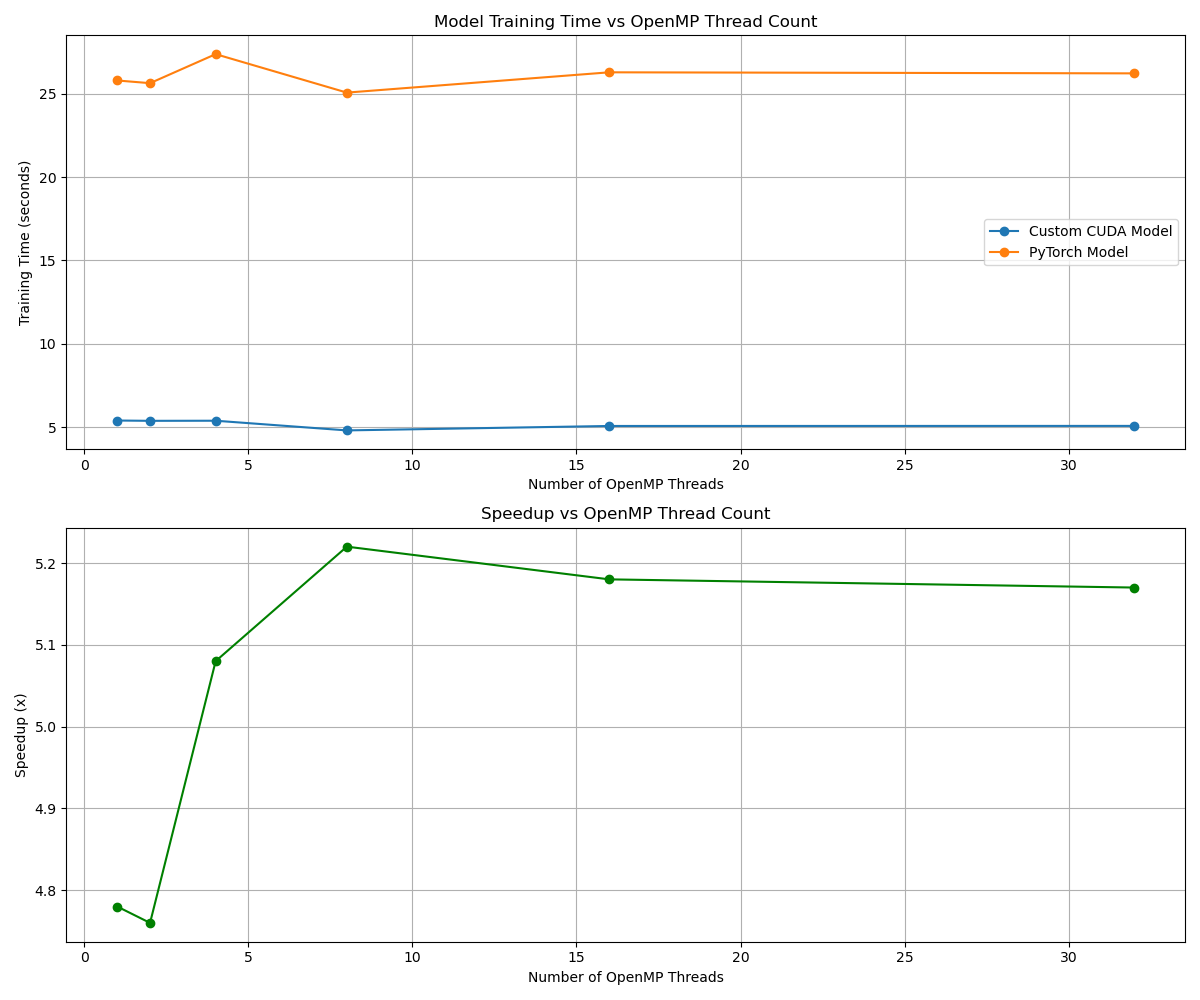 Model Training Time vs OpenMP Thread Count
Training Time (seconds)
25
20
15
10
5
Custom CUDA Model
PyTorch Model
0 5 10 15 20 25 30
Number of OpenMP Threads
Speedup vs OpenMP Thread Count
Speedup (x)
5.2
5.1
5.0
4.9
4.8
0 5 10 15 20 25 30
Number of OpenMP Threads